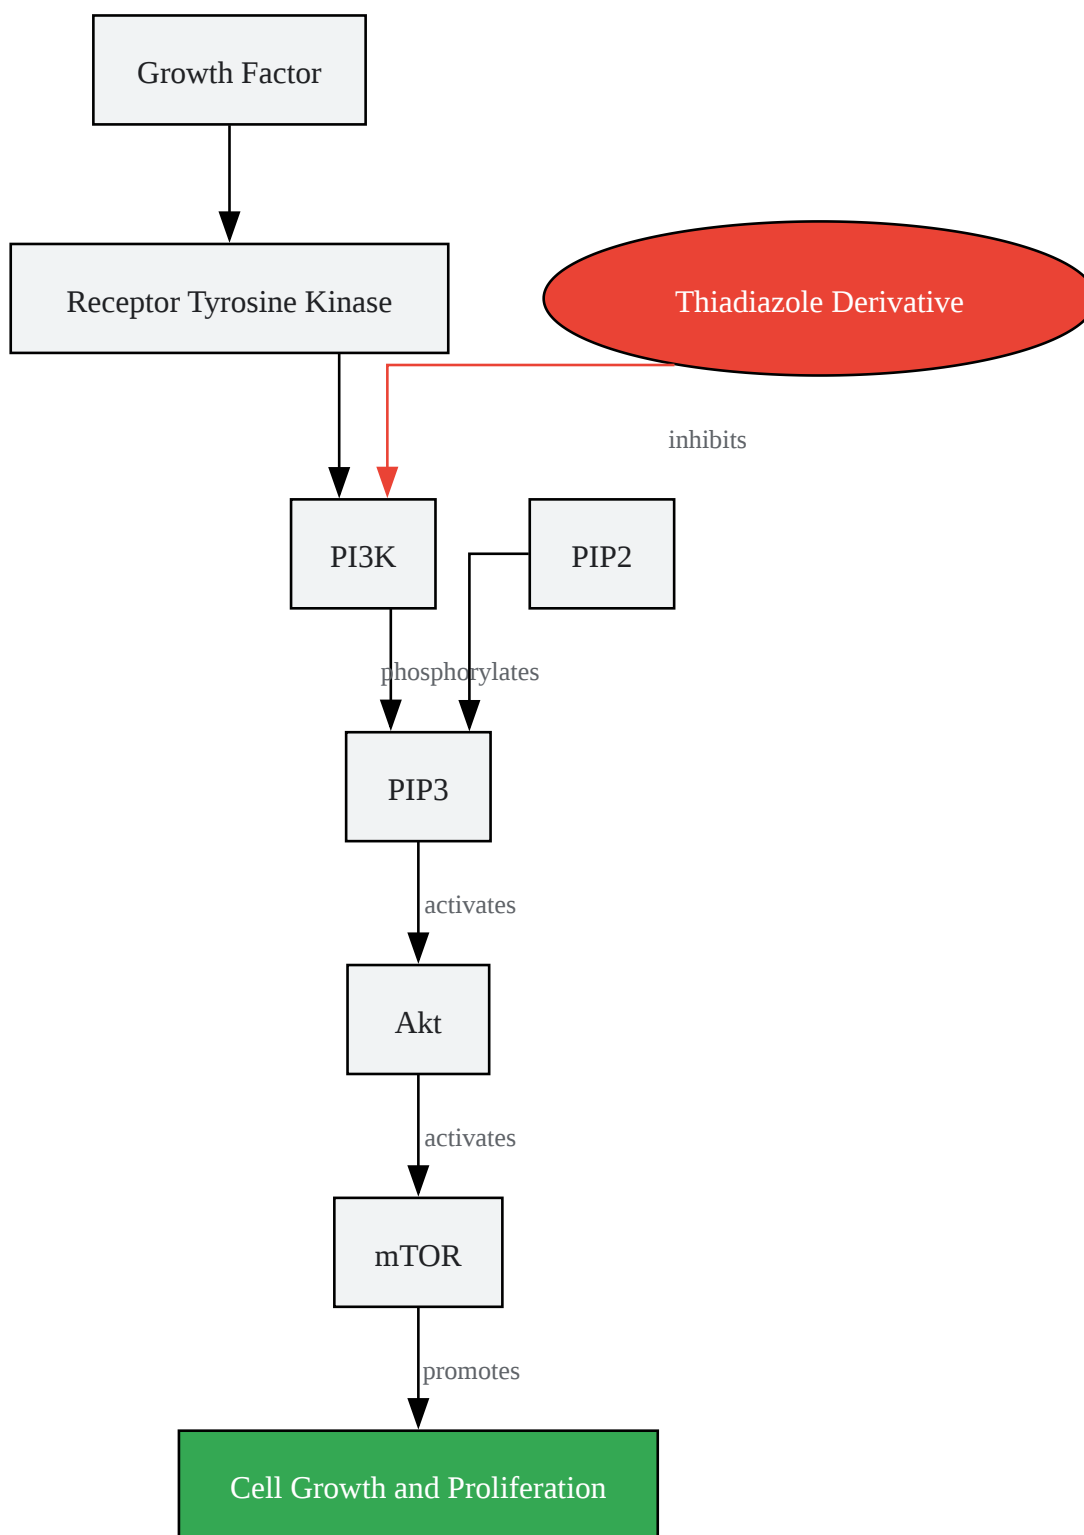 Growth Factor
Receptor Tyrosine Kinase
Thiadiazole Derivative
inhibits
PI3K
PIP2
phosphorylates
PIP3
activates
Akt
activates
mTOR
promotes
Cell Growth and Proliferation